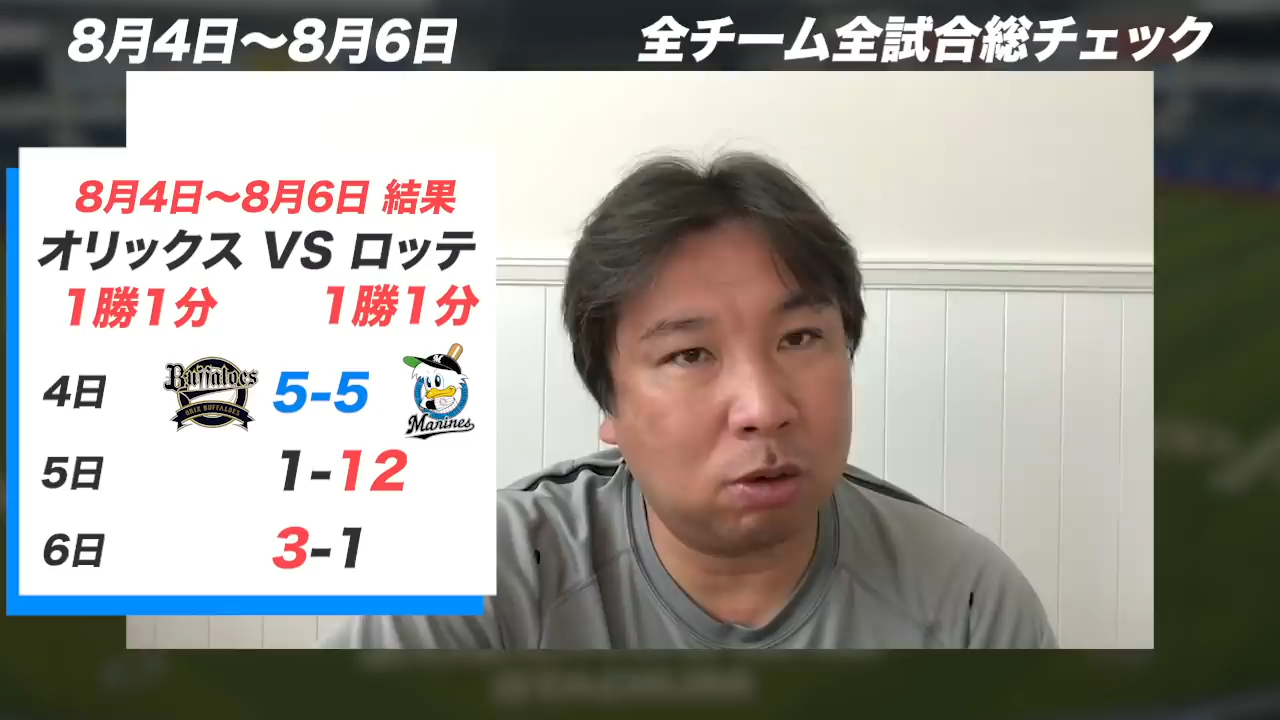 8月4日〜8月6日
全チーム全試合総チェック
8月4日〜8月6日 結果
オリックス VS ロッテ
1勝1分 1勝1分
4日 Buffaloes ORIX BUFFALOES 5-5 Marines
5日 1-12
6日 3-1